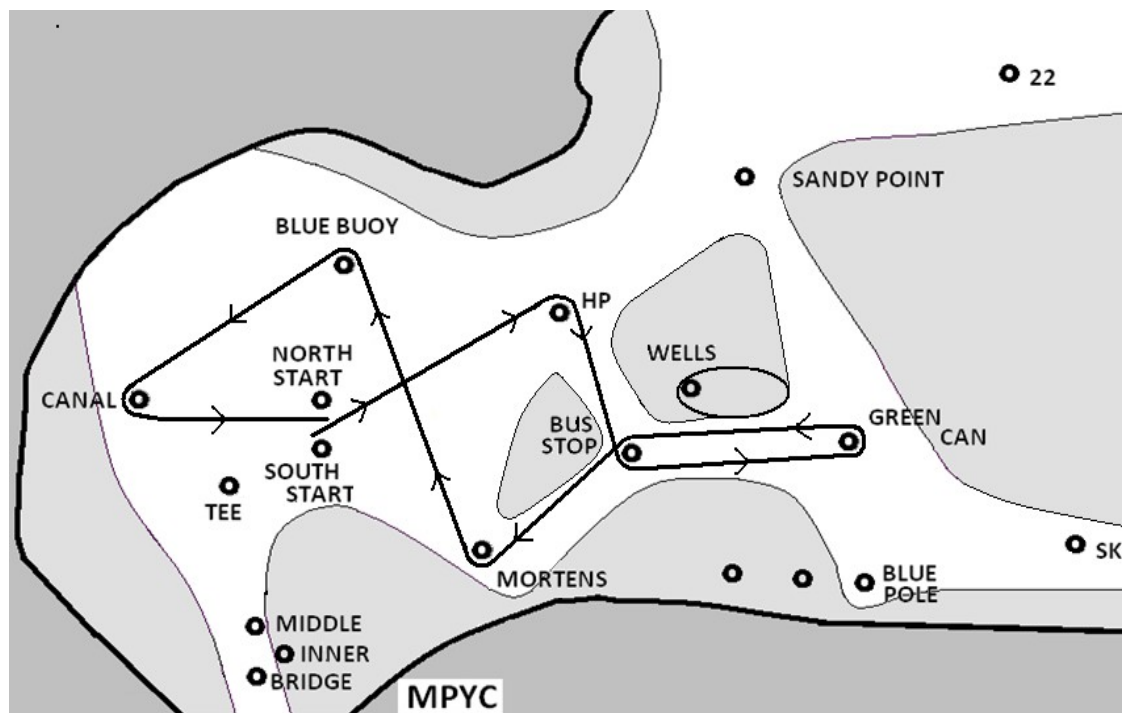 22
SANDY POINT
BLUE BUOY
HP
NORTH
START
WELLS
CANAL
GREEN
CAN
BUS
STOP
SOUTH
START
TEE
SK
MORTENS
BLUE
POLE
MIDDLE
INNER
BRIDGE
MPYC